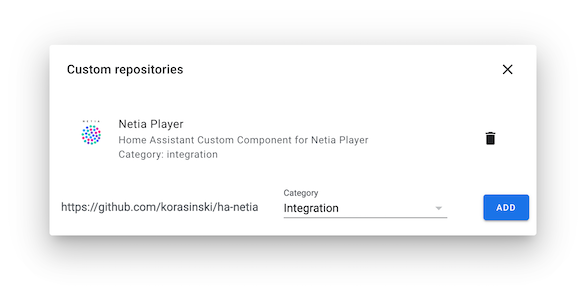 Custom repositories
NETIA
Netia Player
Home Assistant Custom Component for Netia Player
Category: integration
https://github.com/korasinski/ha-netia
Category
Integration
ADD